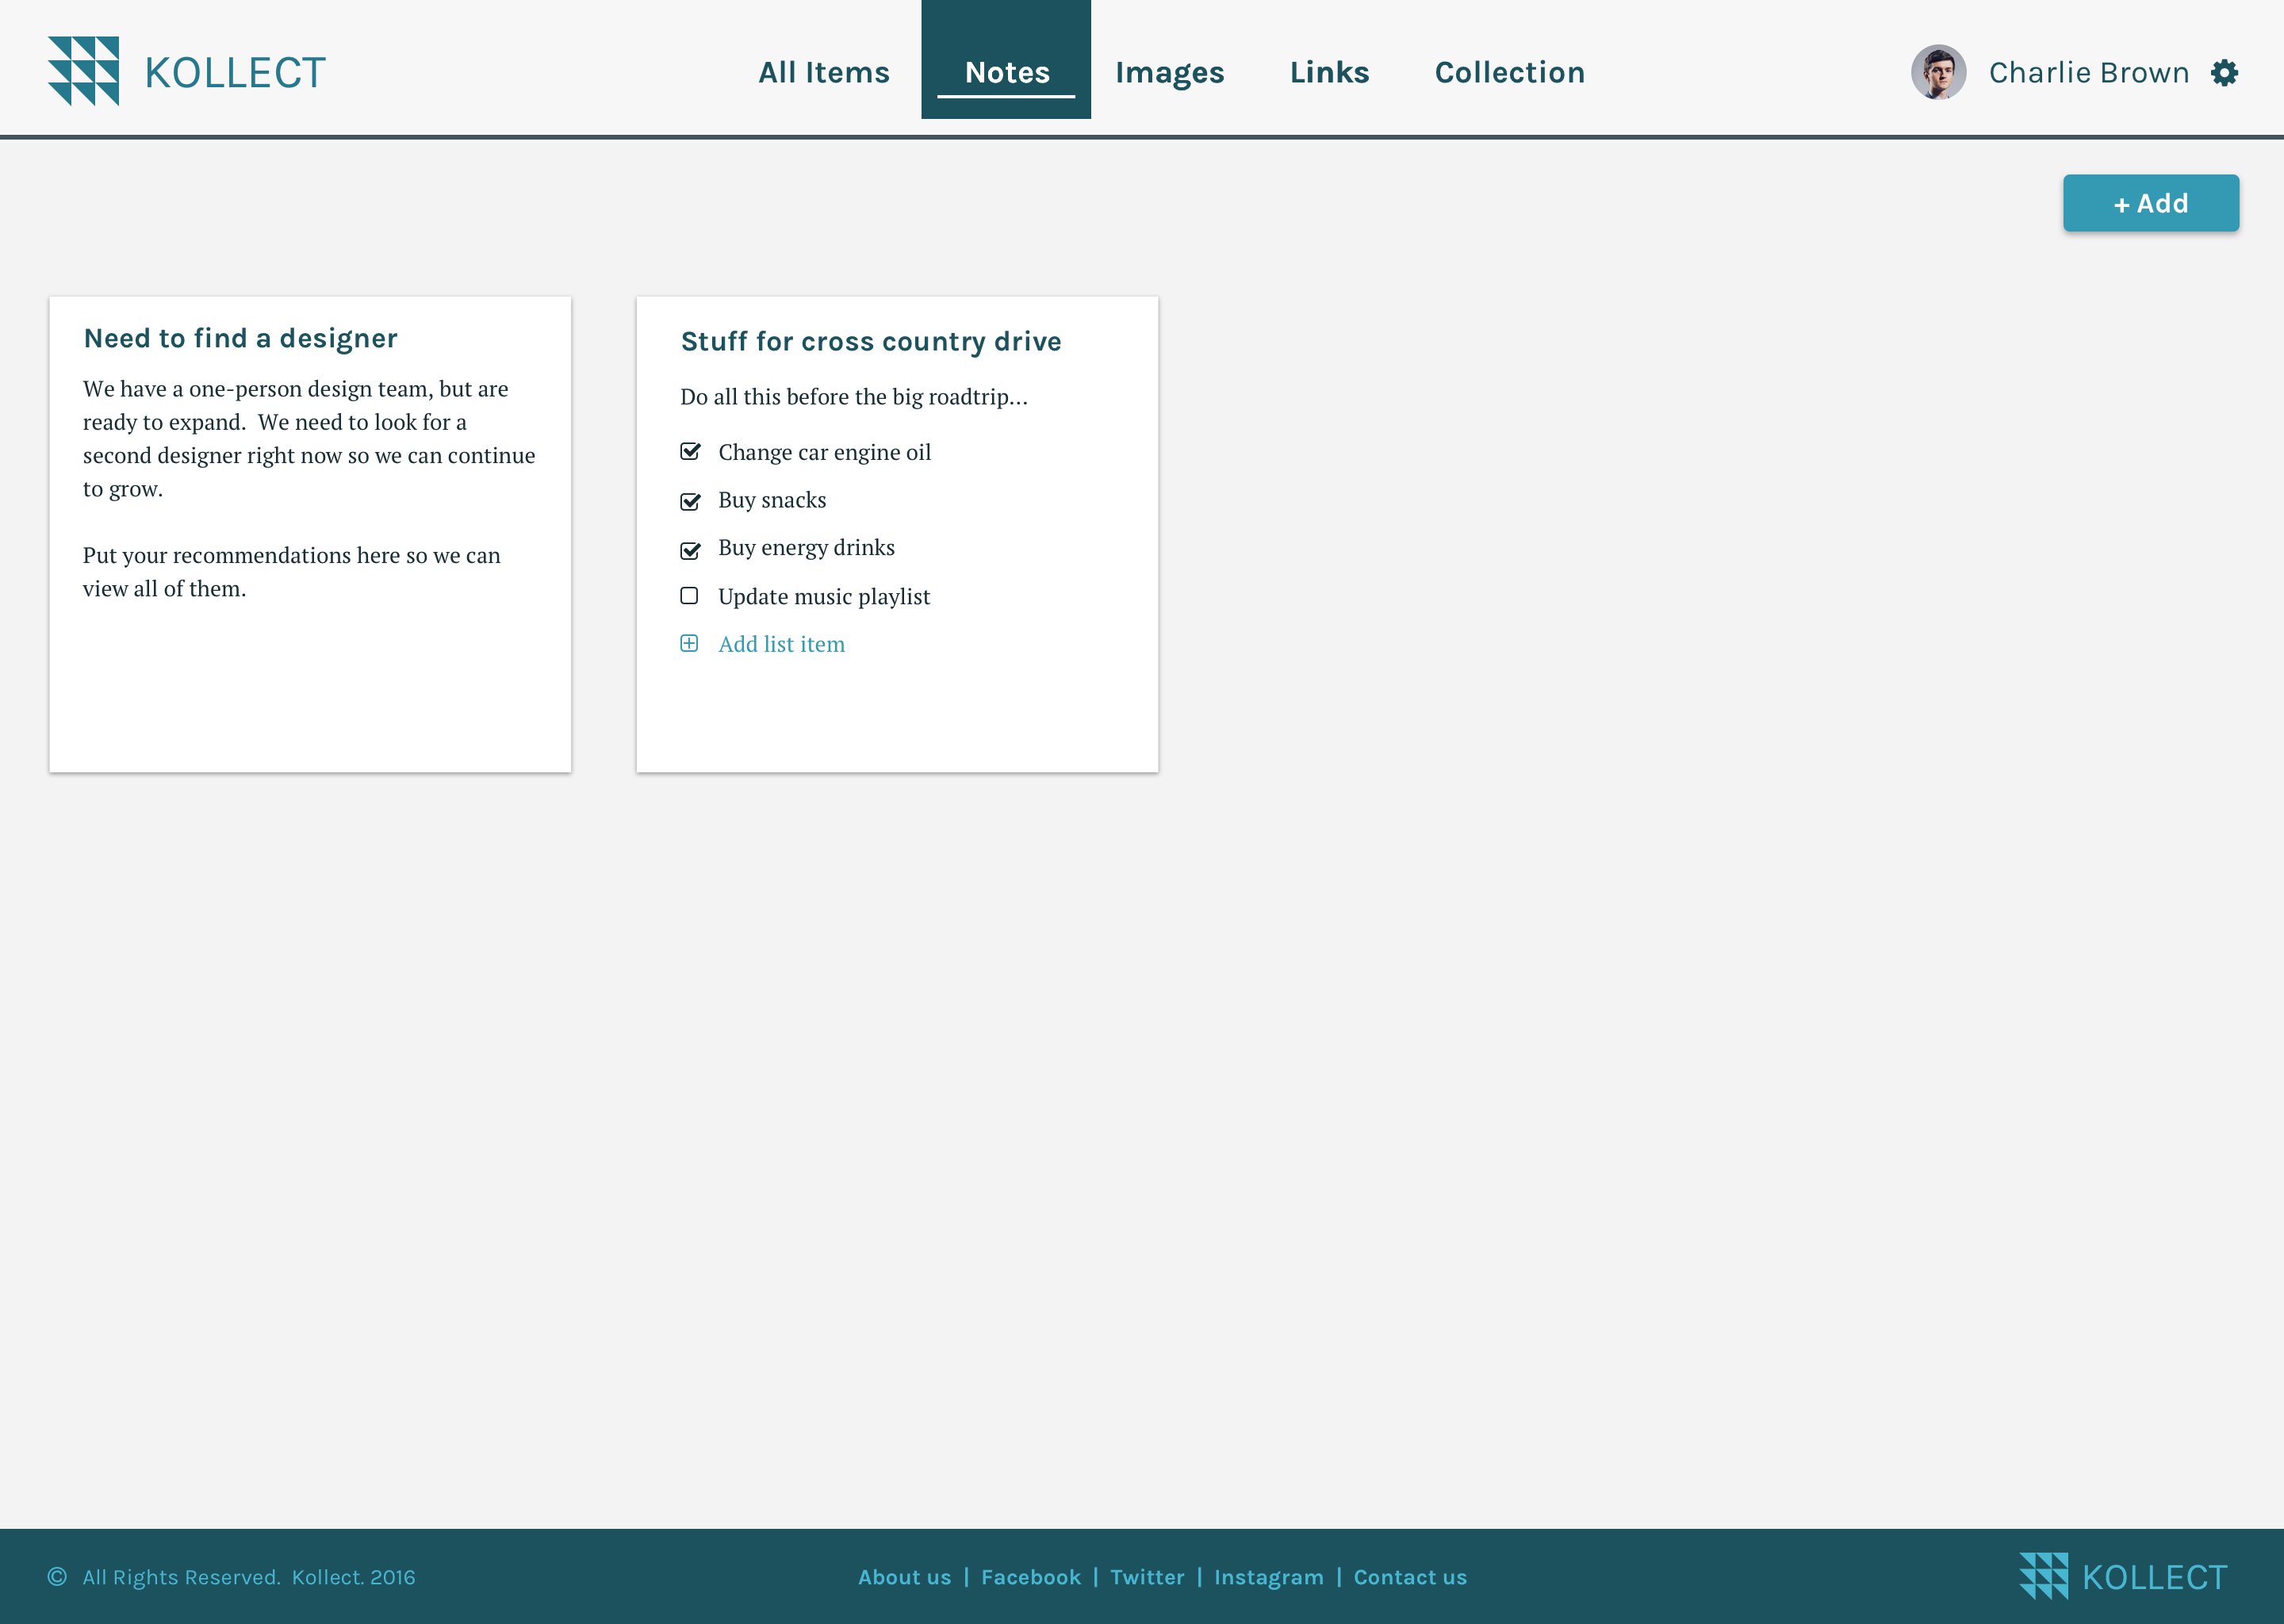 KOLLECT
All Items
Notes
Images
Links
Collection
Charlie Brown
+ Add
Need to find a designer
We have a one-person design team, but are
ready to expand.  We need to look for a
second designer right now so we can continue
to grow.
Put your recommendations here so we can
view all of them.
Stuff for cross country drive
Do all this before the big roadtrip...
Change car engine oil
Buy snacks
Buy energy drinks
Update music playlist
Add list item
© All Rights Reserved.  Kollect. 2016
About us | Facebook | Twitter | Instagram | Contact us
KOLLECT